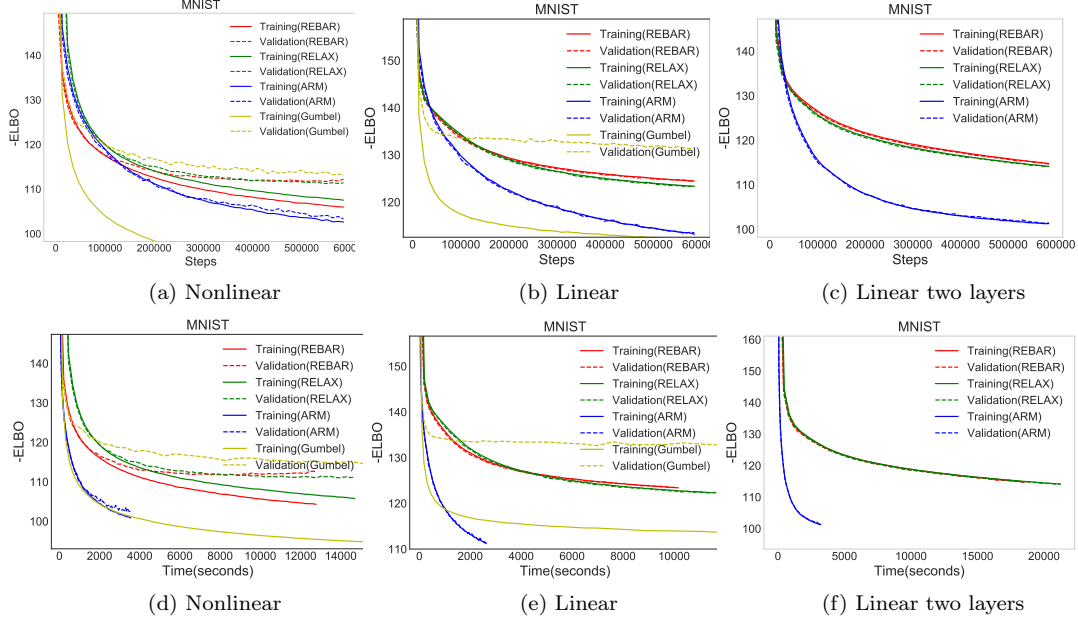 MNIST
140
130
120
110
100
-ELBO
Training(REBAR)
Validation(REBAR)
Training(RELAX)
Validation(RELAX)
Training(ARM)
Validation(ARM)
Training(Gumbel)
Validation(Gumbel)
0 100000 200000 300000 400000 500000 60000
Steps
(a) Nonlinear
MNIST
150
140
130
120
-ELBO
Training(REBAR)
Validation(REBAR)
Training(RELAX)
Validation(RELAX)
Training(ARM)
Validation(ARM)
Training(Gumbel)
Validation(Gumbel)
0 100000 200000 300000 400000 500000 60000
Steps
(b) Linear
MNIST
140
130
120
110
100
-ELBO
Training(REBAR)
Validation(REBAR)
Training(RELAX)
Validation(RELAX)
Training(ARM)
Validation(ARM)
0 100000 200000 300000 400000 500000 600000
Steps
(c) Linear two layers
MNIST
140
130
120
110
100
-ELBO
Training(REBAR)
Validation(REBAR)
Training(RELAX)
Validation(RELAX)
Training(ARM)
Validation(ARM)
Training(Gumbel)
Validation(Gumbel)
0 2000 4000 6000 8000 10000 12000 14000
Time(seconds)
(d) Nonlinear
MNIST
150
140
130
120
110
-ELBO
Training(REBAR)
Validation(REBAR)
Training(RELAX)
Validation(RELAX)
Training(ARM)
Validation(ARM)
Training(Gumbel)
Validation(Gumbel)
0 2000 4000 6000 8000 10000
Time(seconds)
(e) Linear
MNIST
160
150
140
130
120
110
100
-ELBO
Training(REBAR)
Validation(REBAR)
Training(RELAX)
Validation(RELAX)
Training(ARM)
Validation(ARM)
0 5000 10000 15000 20000
Time(seconds)
(f) Linear two layers